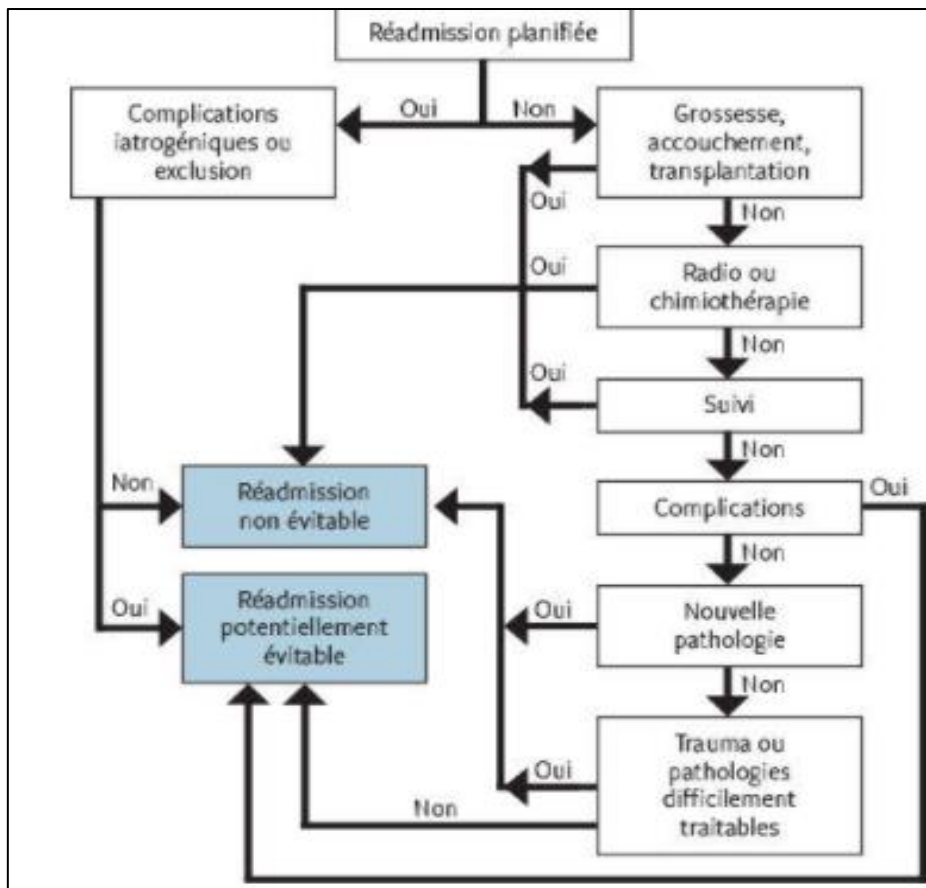 Réadmission planifiée
Oui
Non
Complications
iatrogéniques ou
exclusion
Grossesse,
accouchement,
transplantation
Oui
Non
Oui
Radio ou
chimiothérapie
Non
Oui
Suivi
Non
Non
Réadmission
non évitable
Complications
Oui
Non
Oui
Réadmission
potentiellement
évitable
Oui
Nouvelle
pathologie
Non
Oui
Trauma ou
pathologies
difficilement
traitables
Non